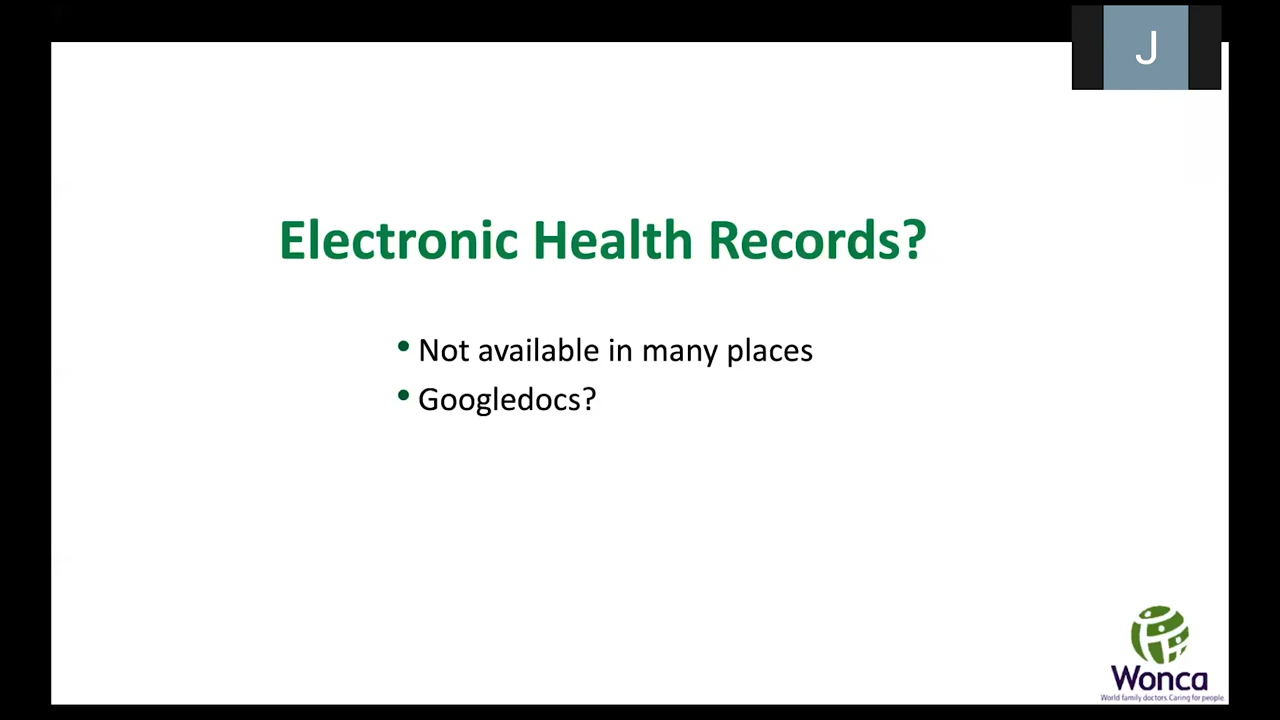 J
Electronic Health Records?
• Not available in many places
• Googledocs?
Wonca
World family doctors. Caring for people.